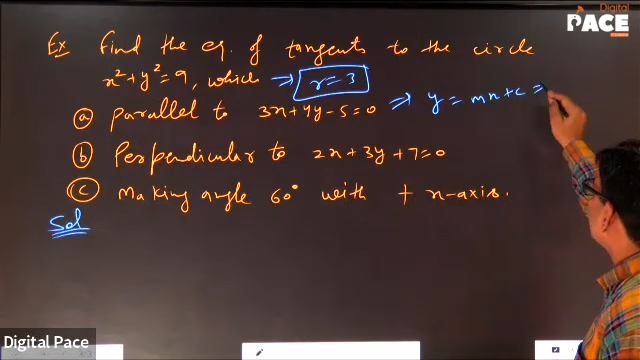 Digital
PACE
Ex Find the eq. of tangents to the circle
x²+y²=9, which → r=3
(a) parallel to 3x+4y-5=0 ⇒ y = mx+c =
(b) Perpendicular to 2x+3y+7=0
(c) Making angle 60° with + x-axis.
Sol
Digital Pace